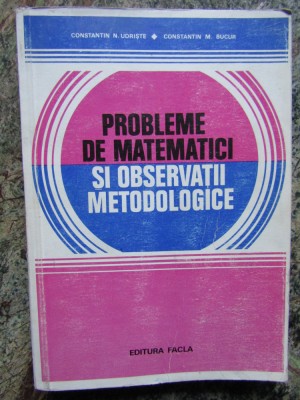 CONSTANTIN N. UDRIȘTE ◆ CONSTANTIN M. BUCUR
PROBLEME
DE MATEMATICI
ȘI OBSERVAȚII
METODOLOGICE
EDITURA FACLA